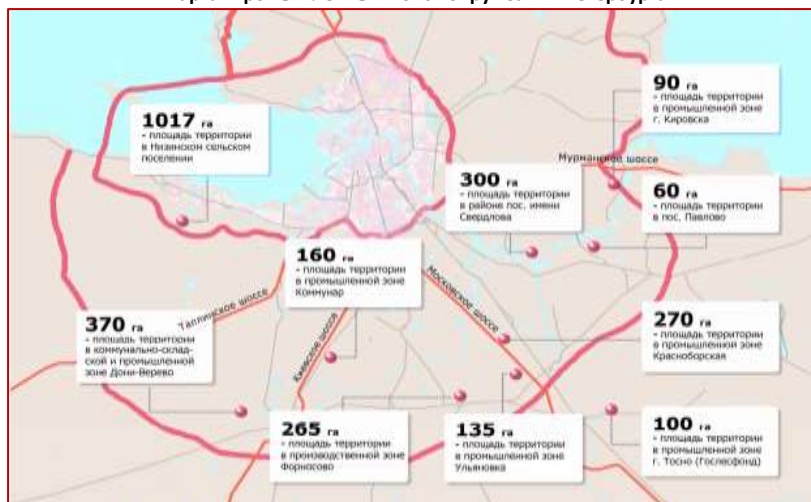 1017 га
- площадь территории
в Низинском сельском
поселении
90 га
- площадь территории
в промышленной зоне
г. Кировска
Мурманское шоссе
300 га
- площадь территории
в районе пос. имени
Свердлова
60 га
- площадь территории
в пос. Павлово
160 га
- площадь территории
в промышленной зоне
Коммунар
Московское шоссе
Таллинское шоссе
Киевское шоссе
370 га
- площадь территории
в коммунально-склад-
ской и промышленной
зоне Дони-Верево
270 га
- площадь территории
в промышленной зоне
Красноборская
265 га
- площадь территории
в производственной зоне
Форносово
135 га
- площадь территории
в промышленной зоне
Ульяновка
100 га
- площадь территории
в промышленной зоне
г. Тосно (Гослесфонд)